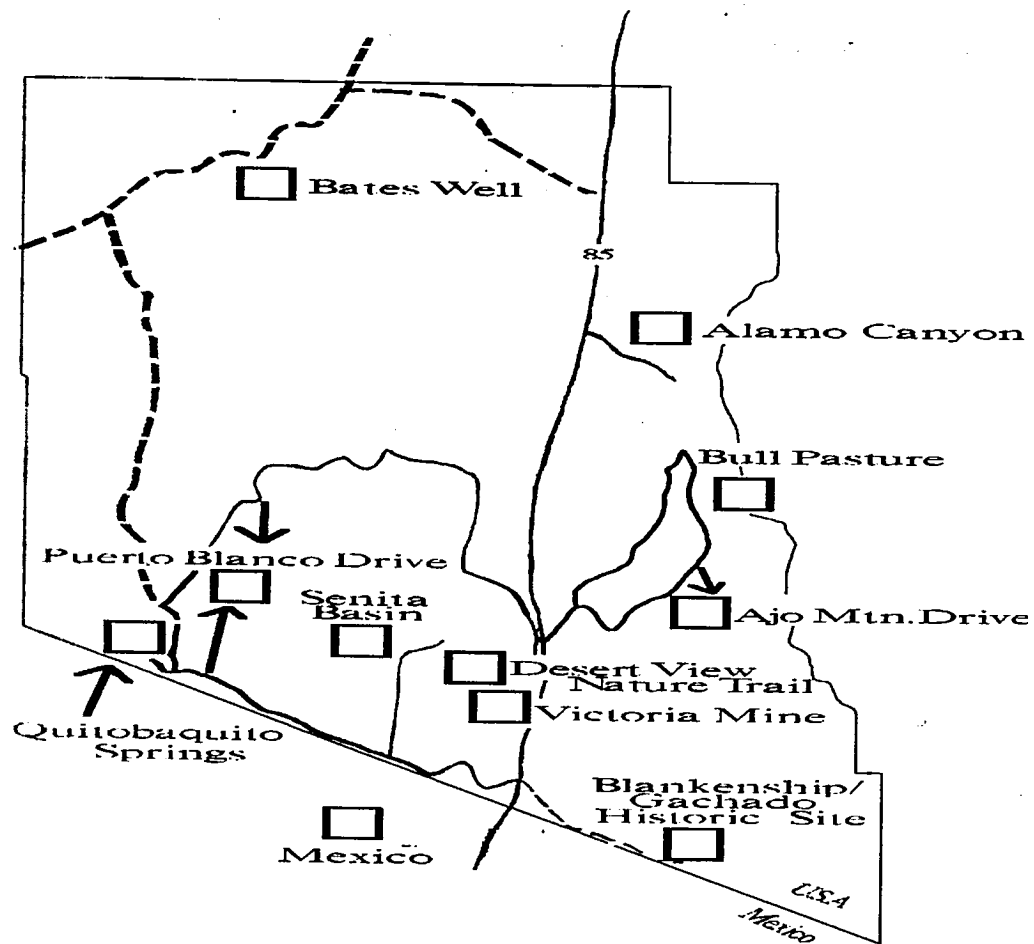 Bates Well
85
Alamo Canyon
Bull Pasture
Puerto Blanco Drive
Senita
Basin
Ajo Mtn. Drive
Desert View
Nature Trail
Victoria Mine
Quitobaquito
Springs
Blankenship/
Gachado
Historic Site
Mexico
USA
Mexico